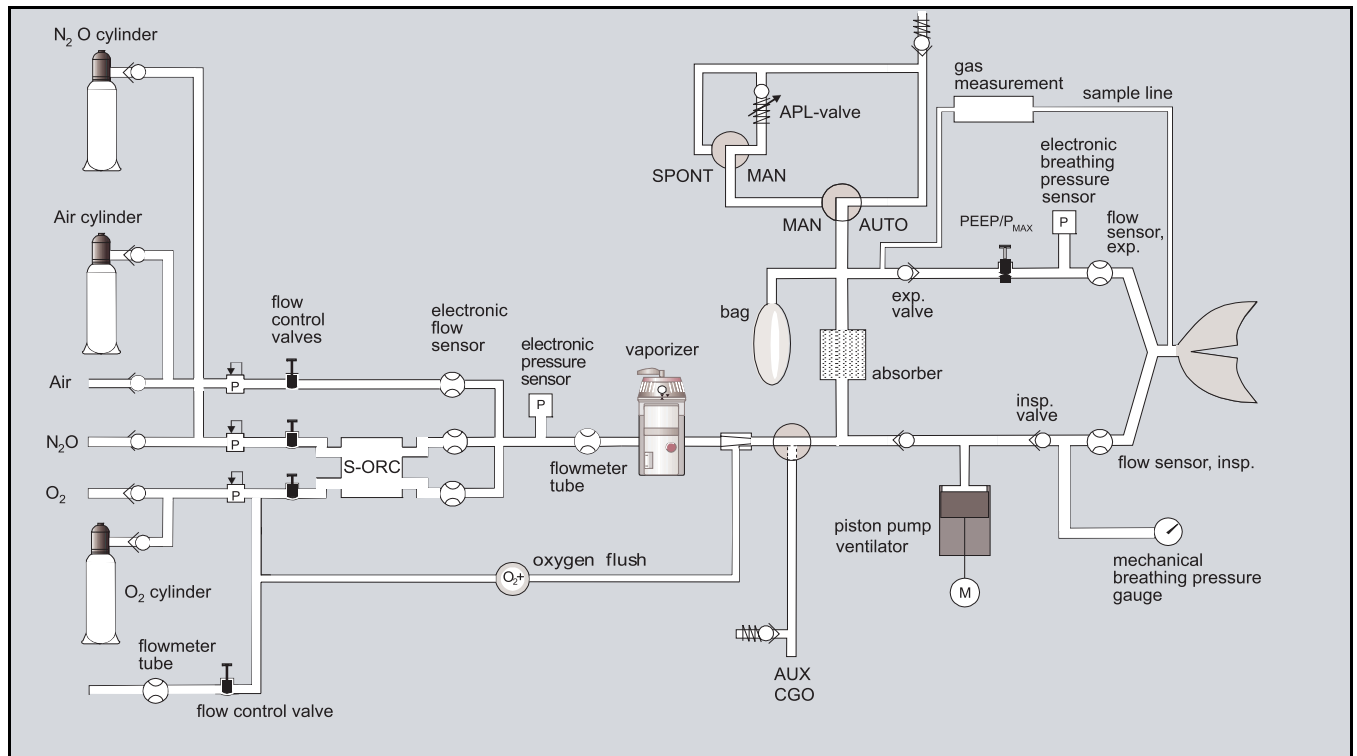 N2 O cylinder
Air cylinder
Air
N2O
O2
O2 cylinder
flowmeter
tube
flow control valve
P
P
P
flow
control
valves
S-ORC
electronic
flow
sensor
electronic
pressure
sensor
P
flowmeter
tube
vaporizer
O2+
oxygen flush
AUX
CGO
SPONT
MAN
APL-valve
MAN
AUTO
bag
absorber
exp.
valve
PEEP/PMAX
gas
measurement
sample line
electronic
breathing
pressure
sensor
P
flow
sensor,
exp.
insp.
valve
flow sensor, insp.
piston pump
ventilator
M
mechanical
breathing pressure
gauge